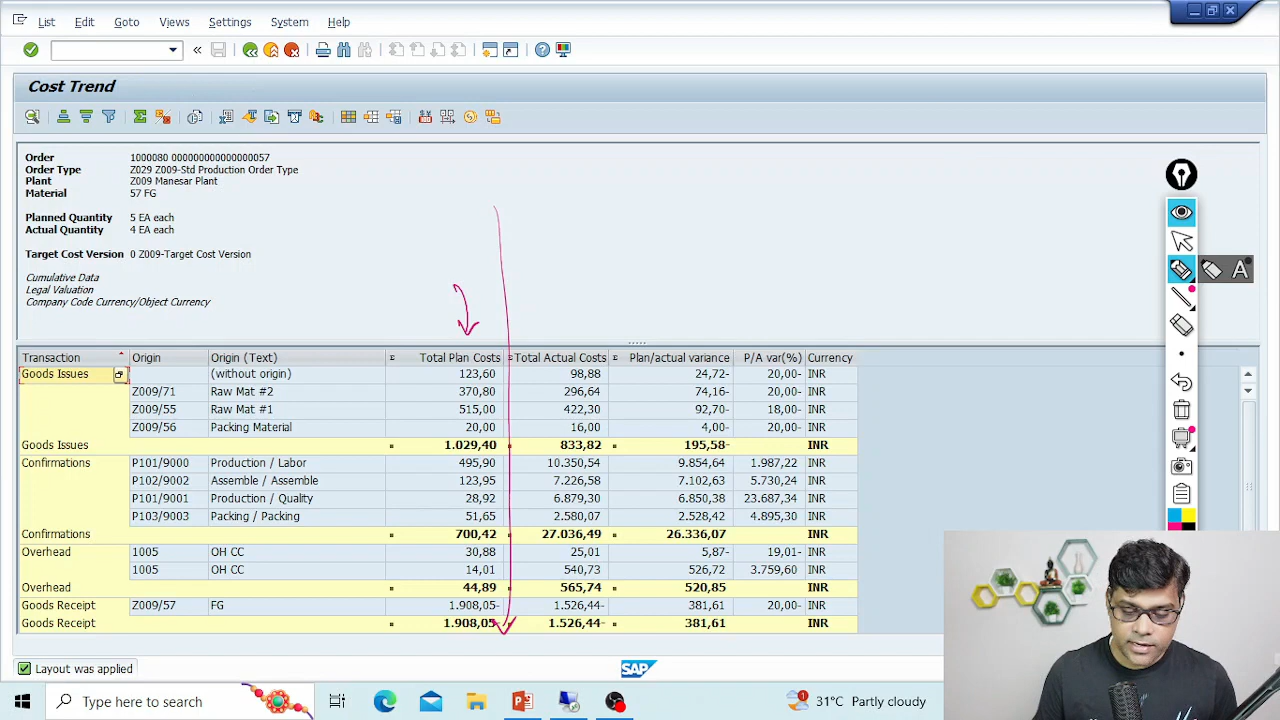 List Edit Goto Views Settings System Help
Cost Trend
Order 1000080 000000000000000057
Order Type Z029 Z009-Std Production Order Type
Plant Z009 Manesar Plant
Material 57 FG
Planned Quantity 5 EA each
Actual Quantity 4 EA each
Target Cost Version 0 Z009-Target Cost Version
Cumulative Data
Legal Valuation
Company Code Currency/Object Currency
Transaction Origin Origin (Text) Σ Total Plan Costs Σ Total Actual Costs Σ Plan/actual variance P/A var(%) Currency
Goods Issues (without origin) 123,60 98,88 24,72- 20,00- INR
Z009/71 Raw Mat #2 370,80 296,64 74,16- 20,00- INR
Z009/55 Raw Mat #1 515,00 422,30 92,70- 18,00- INR
Z009/56 Packing Material 20,00 16,00 4,00- 20,00- INR
Goods Issues 1.029,40 833,82 195,58- INR
Confirmations P101/9000 Production / Labor 495,90 10.350,54 9.854,64 1.987,22 INR
P102/9002 Assemble / Assemble 123,95 7.226,58 7.102,63 5.730,24 INR
P101/9001 Production / Quality 28,92 6.879,30 6.850,38 23.687,34 INR
P103/9003 Packing / Packing 51,65 2.580,07 2.528,42 4.895,30 INR
Confirmations 700,42 27.036,49 26.336,07 INR
Overhead 1005 OH CC 30,88 25,01 5,87- 19,01- INR
1005 OH CC 14,01 540,73 526,72 3.759,60 INR
Overhead 44,89 565,74 520,85 INR
Goods Receipt Z009/57 FG 1.908,05- 1.526,44- 381,61 20,00- INR
Goods Receipt 1.908,05- 1.526,44- 381,61 INR
Layout was applied
SAP
Type here to search
1
31°C Partly cloudy
A